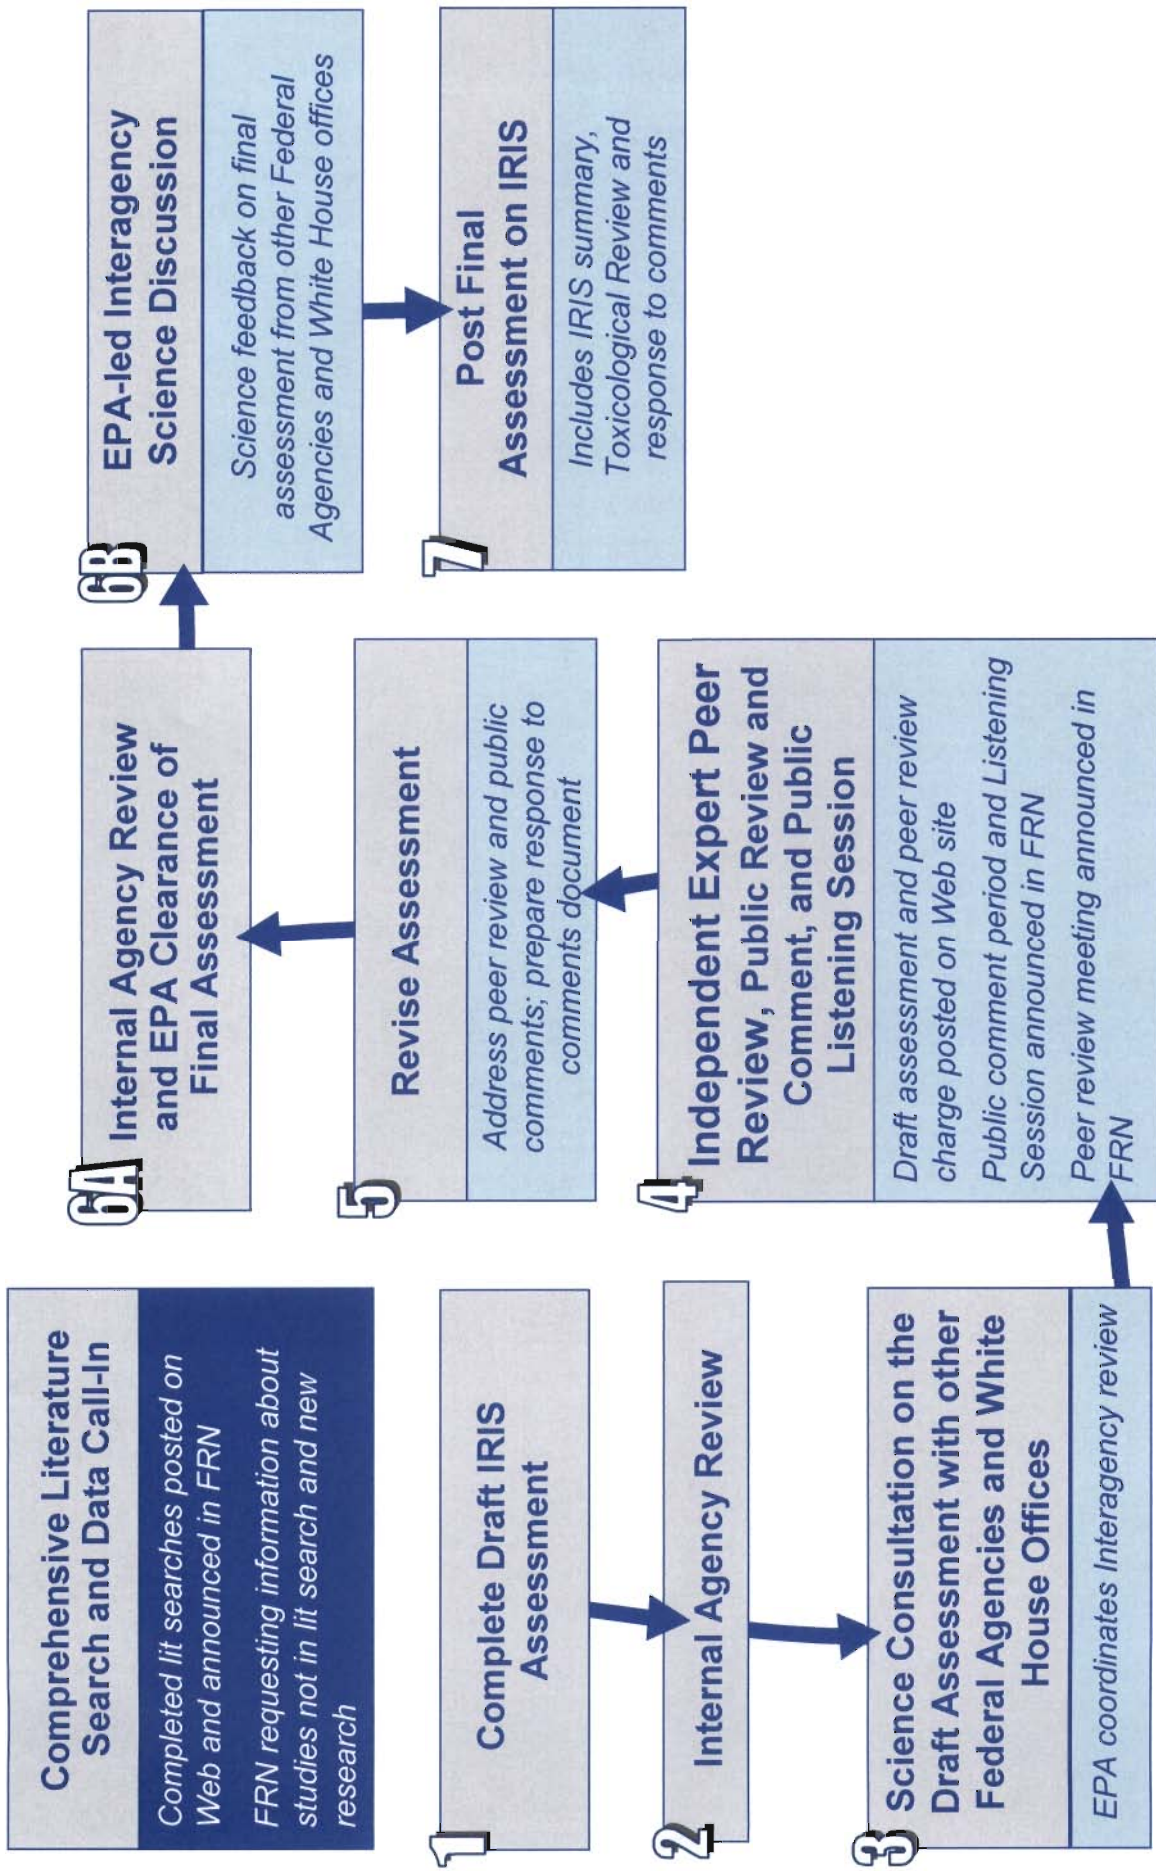 Comprehensive Literature
Search and Data Call-In
Completed lit searches posted on
Web and announced in FRN
FRN requesting information about
studies not in lit search and new
research
1
Complete Draft IRIS
Assessment
2
Internal Agency Review
3
Science Consultation on the
Draft Assessment with other
Federal Agencies and White
House Offices
EPA coordinates Interagency review
4
Independent Expert Peer
Review, Public Review and
Comment, and Public
Listening Session
Draft assessment and peer review
charge posted on Web site
Public comment period and Listening
Session announced in FRN
Peer review meeting announced in
FRN
5
Revise Assessment
Address peer review and public
comments; prepare response to
comments document
6A
Internal Agency Review
and EPA Clearance of
Final Assessment
6B
EPA-led Interagency
Science Discussion
Science feedback on final
assessment from other Federal
Agencies and White House offices
7
Post Final
Assessment on IRIS
Includes IRIS summary,
Toxicological Review and
response to comments